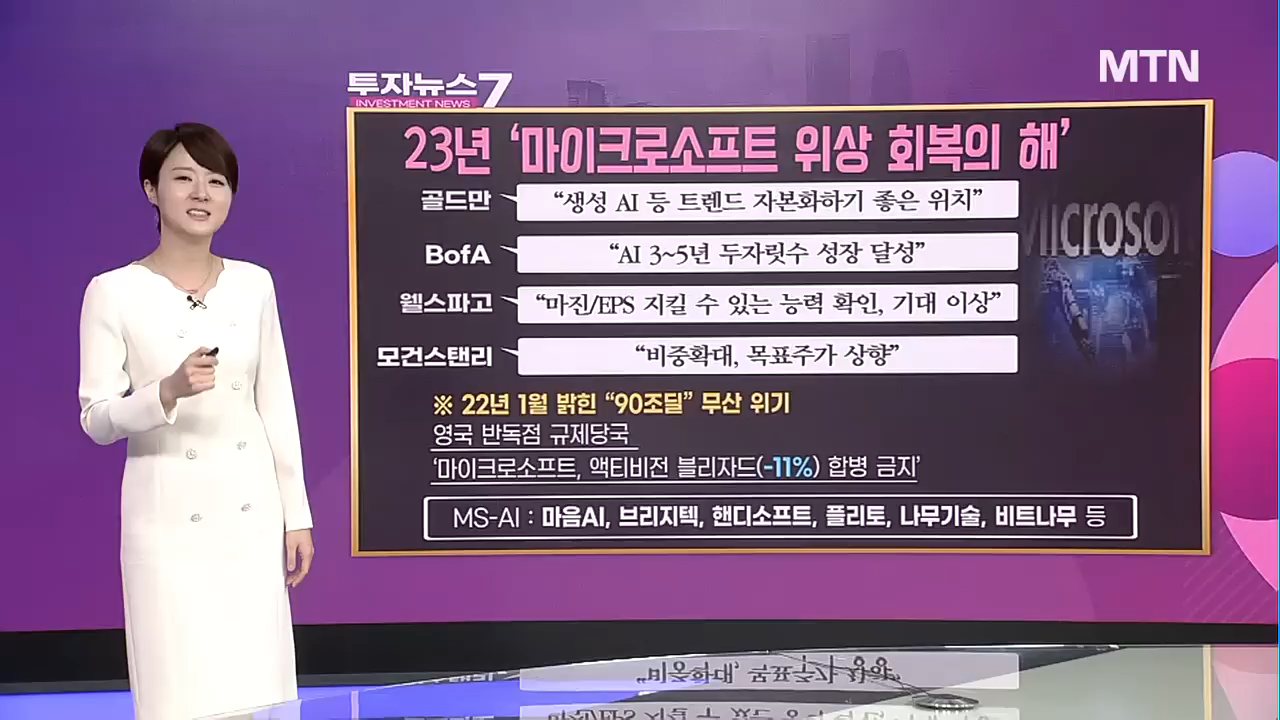 MTN
투자뉴스7
INVESTMENT NEWS
23년 ‘마이크로소프트 위상 회복의 해’
골드만 “생성 AI 등 트렌드 자본화하기 좋은 위치”
Microsof
BofA “AI 3~5년 두자릿수 성장 달성”
웰스파고 “마진/EPS 지킬 수 있는 능력 확인, 기대 이상”
모건스탠리 “비중확대, 목표주가 상향”
※ 22년 1월 밝힌 “90조딜” 무산 위기
영국 반독점 규제당국
‘마이크로소프트, 액티비전 블리자드(-11%) 합병 금지’
MS-AI : 마음AI, 브리지텍, 핸디소프트, 플리토, 나무기술, 비트나무 등